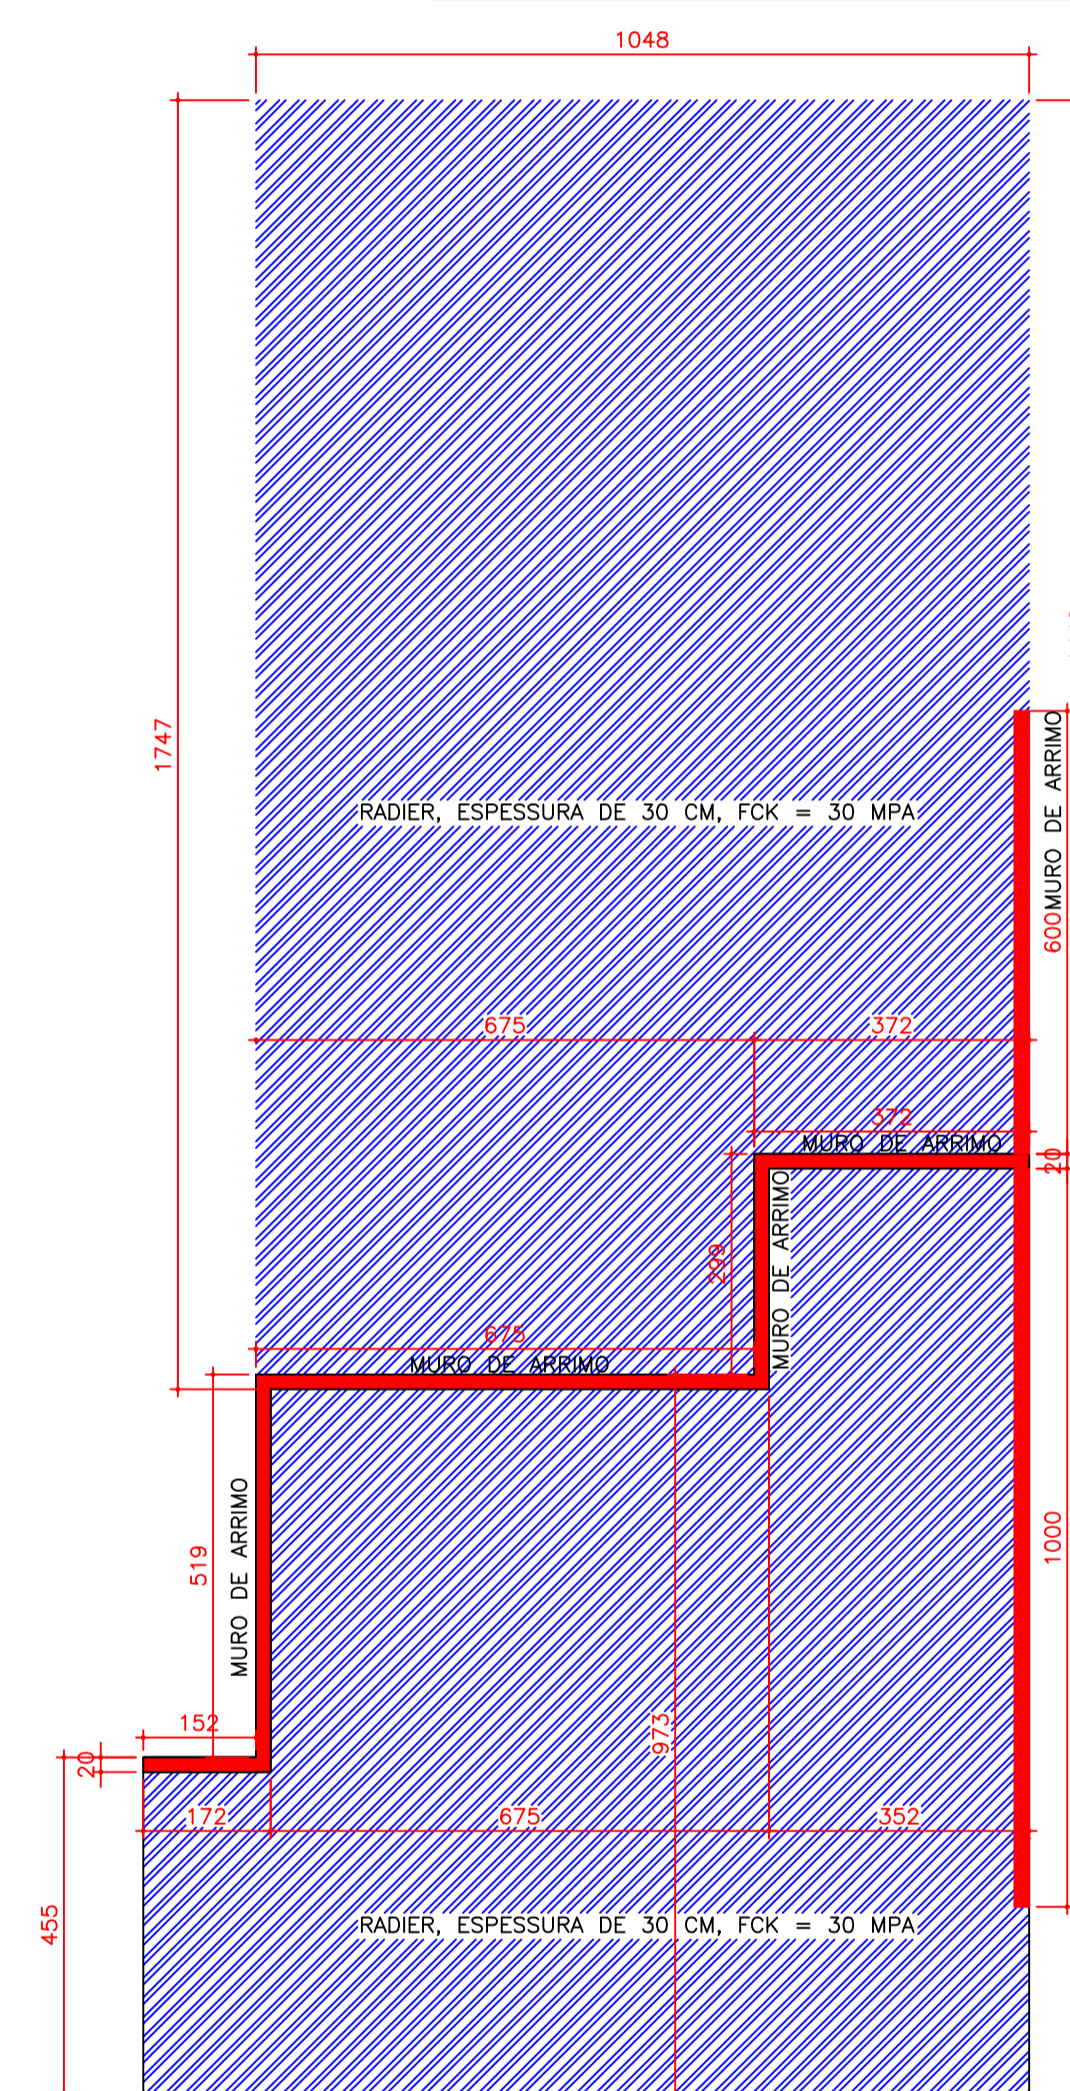 1048
1747
MURO DE ARRIMO
600
RADIER, ESPESSURA DE 30 CM, FCK = 30 MPA
675
372
372
MURO DE ARRIMO
20
MURO DE ARRIMO
299
675
MURO DE ARRIMO
519
MURO DE ARRIMO
1000
152
20
973
172
675
352
455
RADIER, ESPESSURA DE 30 CM, FCK = 30 MPA